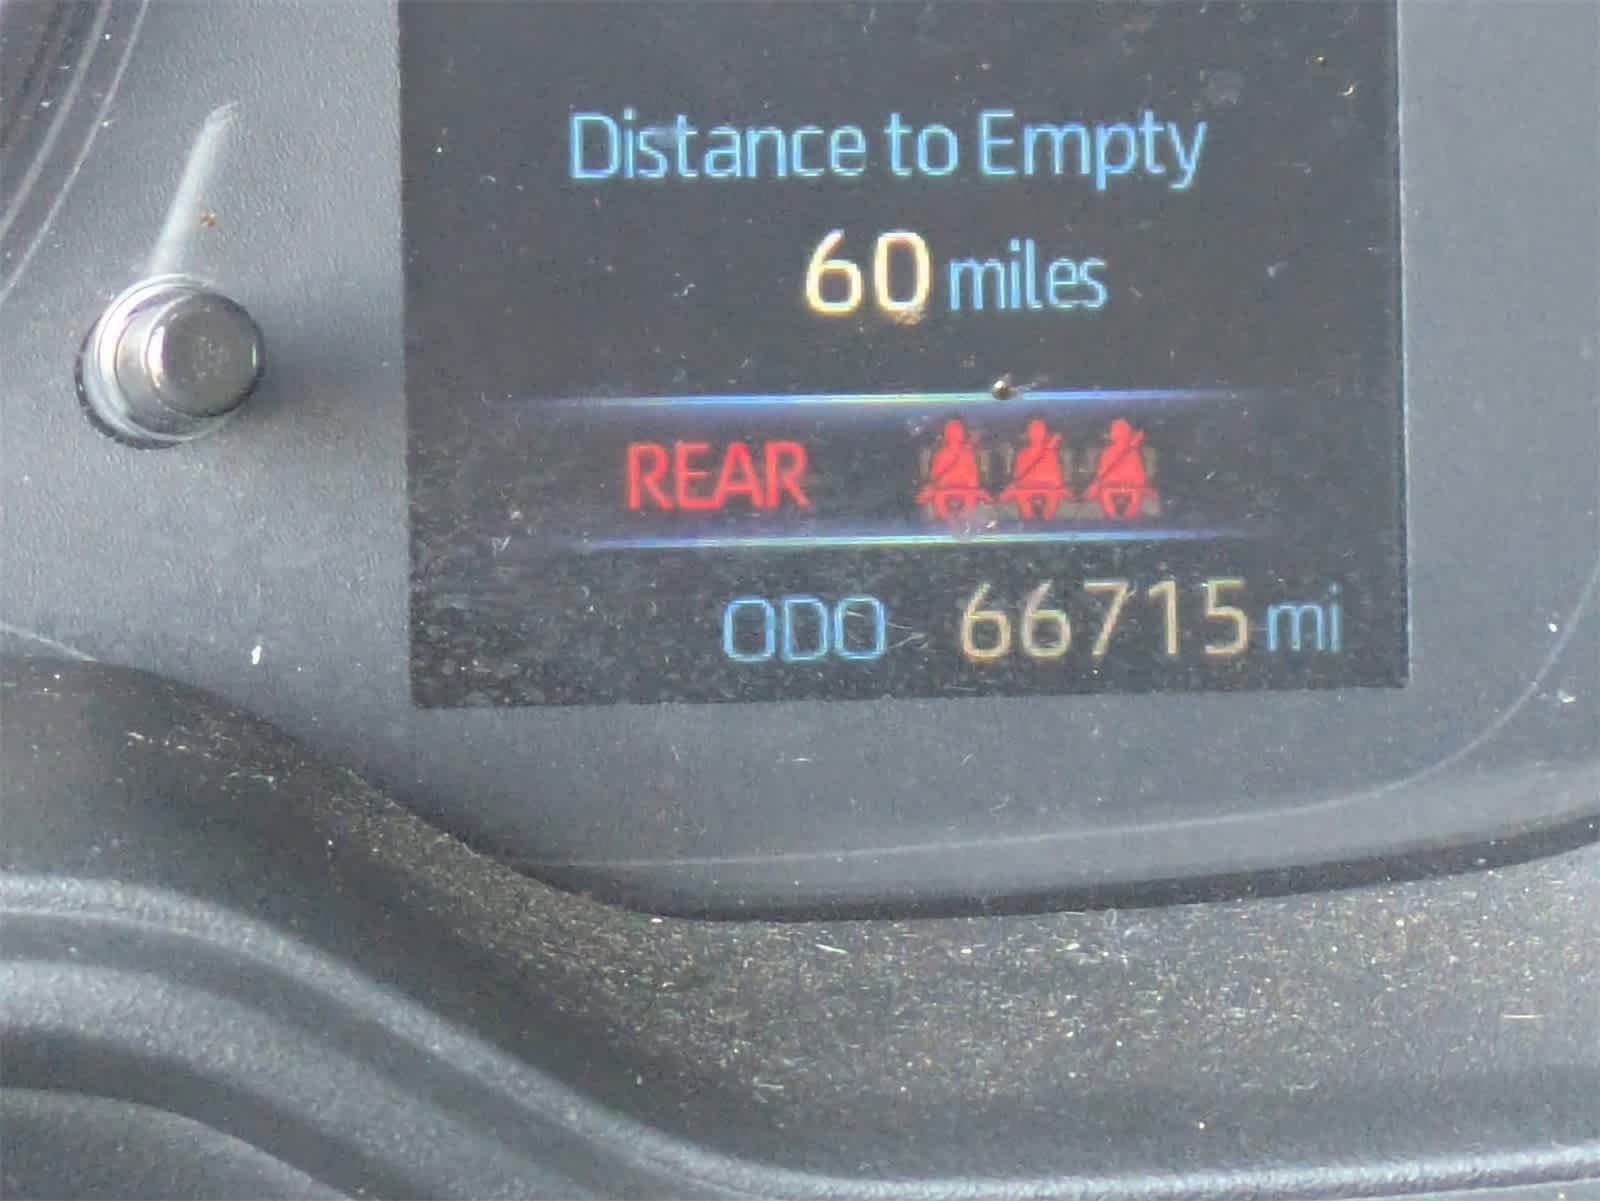 Distance to Empty
60 miles
REAR
ODO 66715 mi